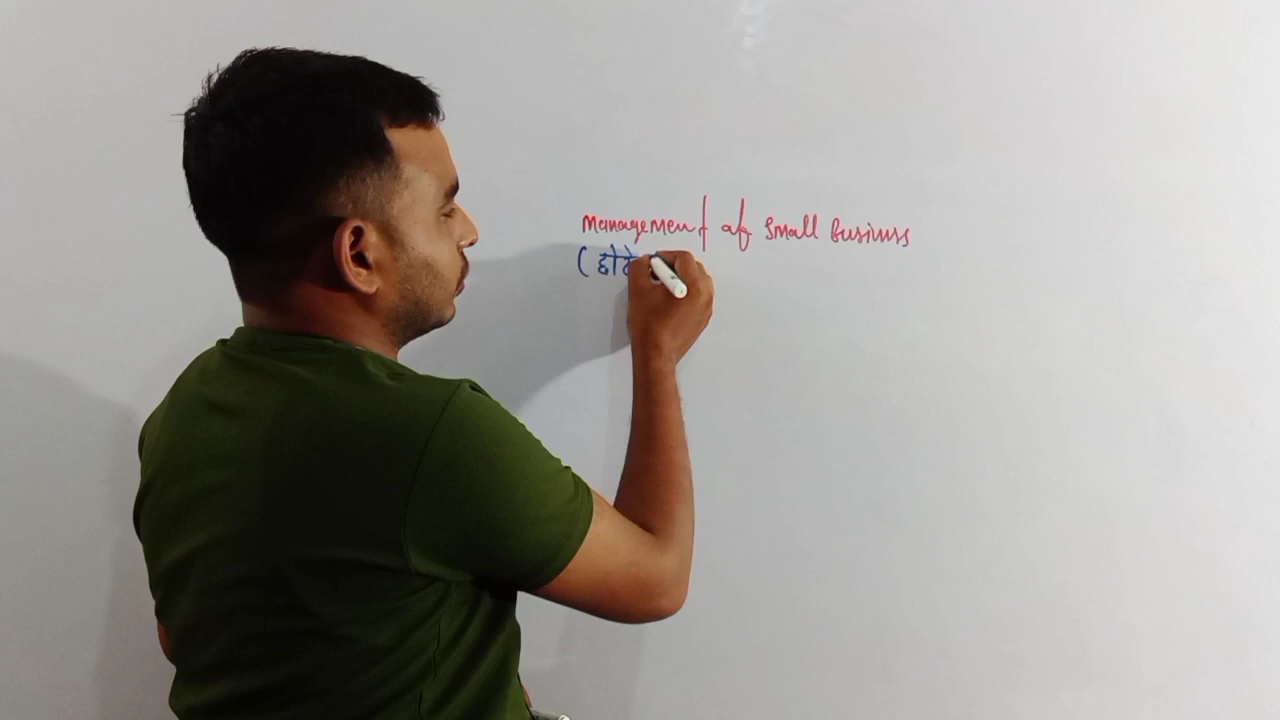 Management of Small Business
(छोटे